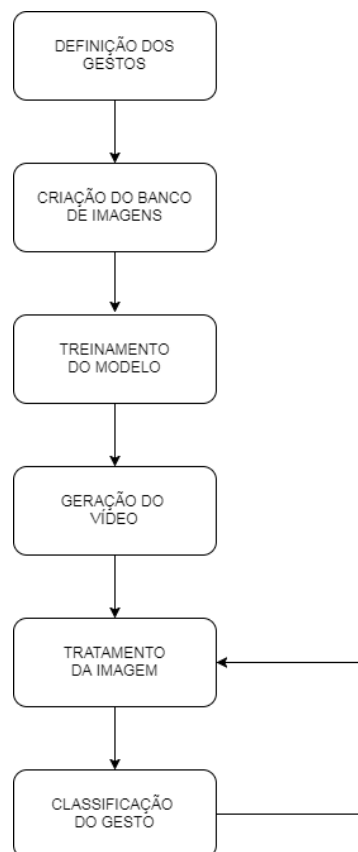 DEFINIÇÃO DOS
GESTOS
CRIAÇÃO DO BANCO
DE IMAGENS
TREINAMENTO
DO MODELO
GERAÇÃO DO
VÍDEO
TRATAMENTO
DA IMAGEM
CLASSIFICAÇÃO
DO GESTO